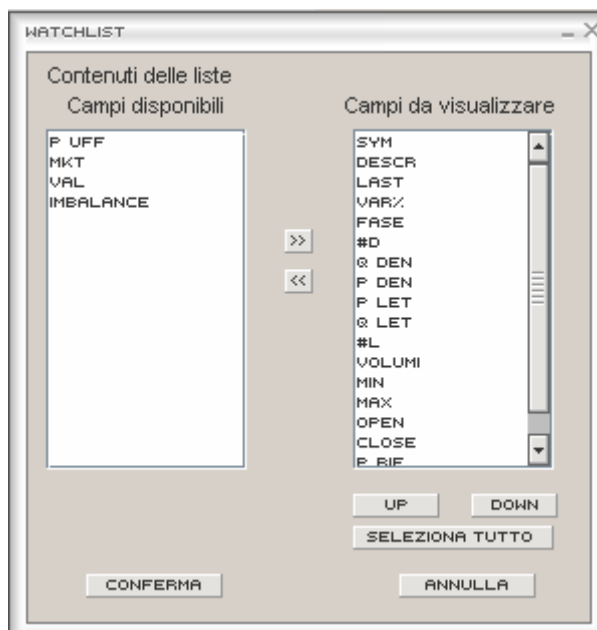 WATCHLIST
Contenuti delle liste
Campi disponibili
P UFF
MKT
VAL
IMBALANCE
>>
<<
Campi da visualizzare
SYM
DESCR
LAST
VAR%
FASE
#D
Q DEN
P DEN
P LET
Q LET
#L
VOLUMI
MIN
MAX
OPEN
CLOSE
P RIF
UP
DOWN
SELEZIONA TUTTO
CONFERMA
ANNULLA